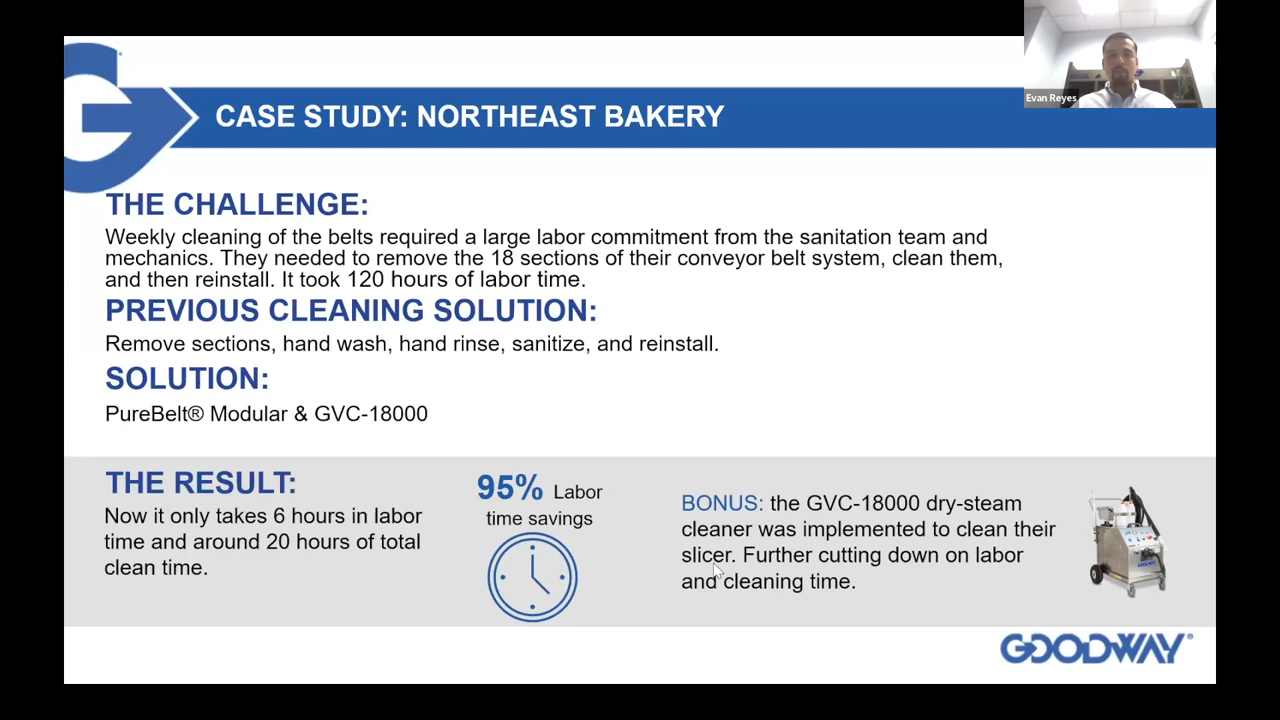 Evan Reyes
CASE STUDY: NORTHEAST BAKERY
THE CHALLENGE:
Weekly cleaning of the belts required a large labor commitment from the sanitation team and
mechanics. They needed to remove the 18 sections of their conveyor belt system, clean them,
and then reinstall. It took 120 hours of labor time.
PREVIOUS CLEANING SOLUTION:
Remove sections, hand wash, hand rinse, sanitize, and reinstall.
SOLUTION:
PureBelt® Modular & GVC-18000
THE RESULT:
Now it only takes 6 hours in labor
time and around 20 hours of total
clean time.
95% Labor
time savings
BONUS: the GVC-18000 dry-steam
cleaner was implemented to clean their
slicer. Further cutting down on labor
and cleaning time.
GOODWAY
GOODWAY®